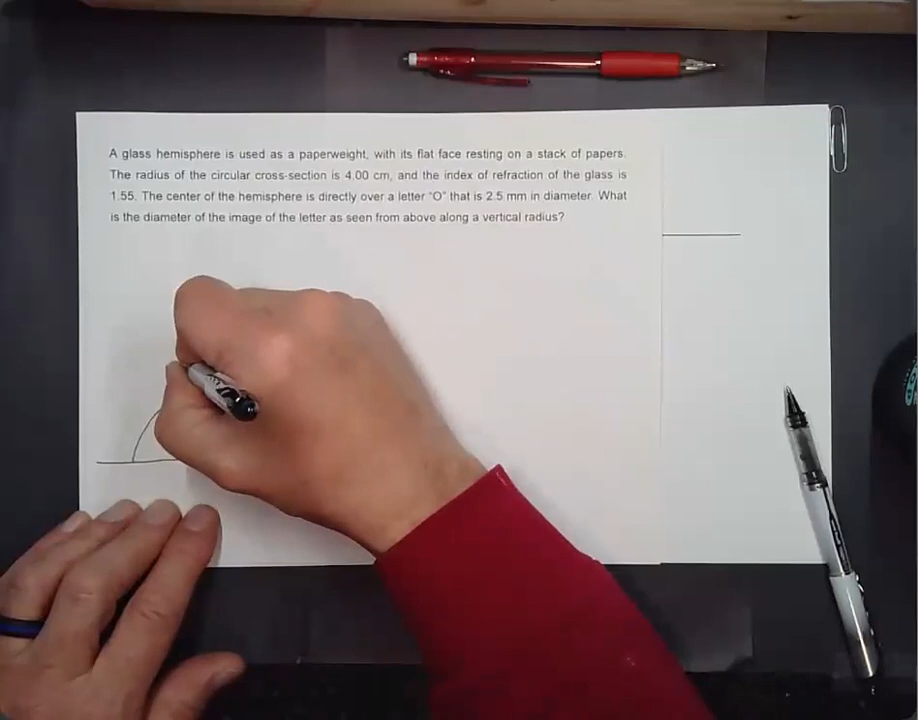 A glass hemisphere is used as a paperweight, with its flat face resting on a stack of papers.
The radius of the circular cross-section is 4.00 cm, and the index of refraction of the glass is
1.55. The center of the hemisphere is directly over a letter "O" that is 2.5 mm in diameter. What
is the diameter of the image of the letter as seen from above along a vertical radius?